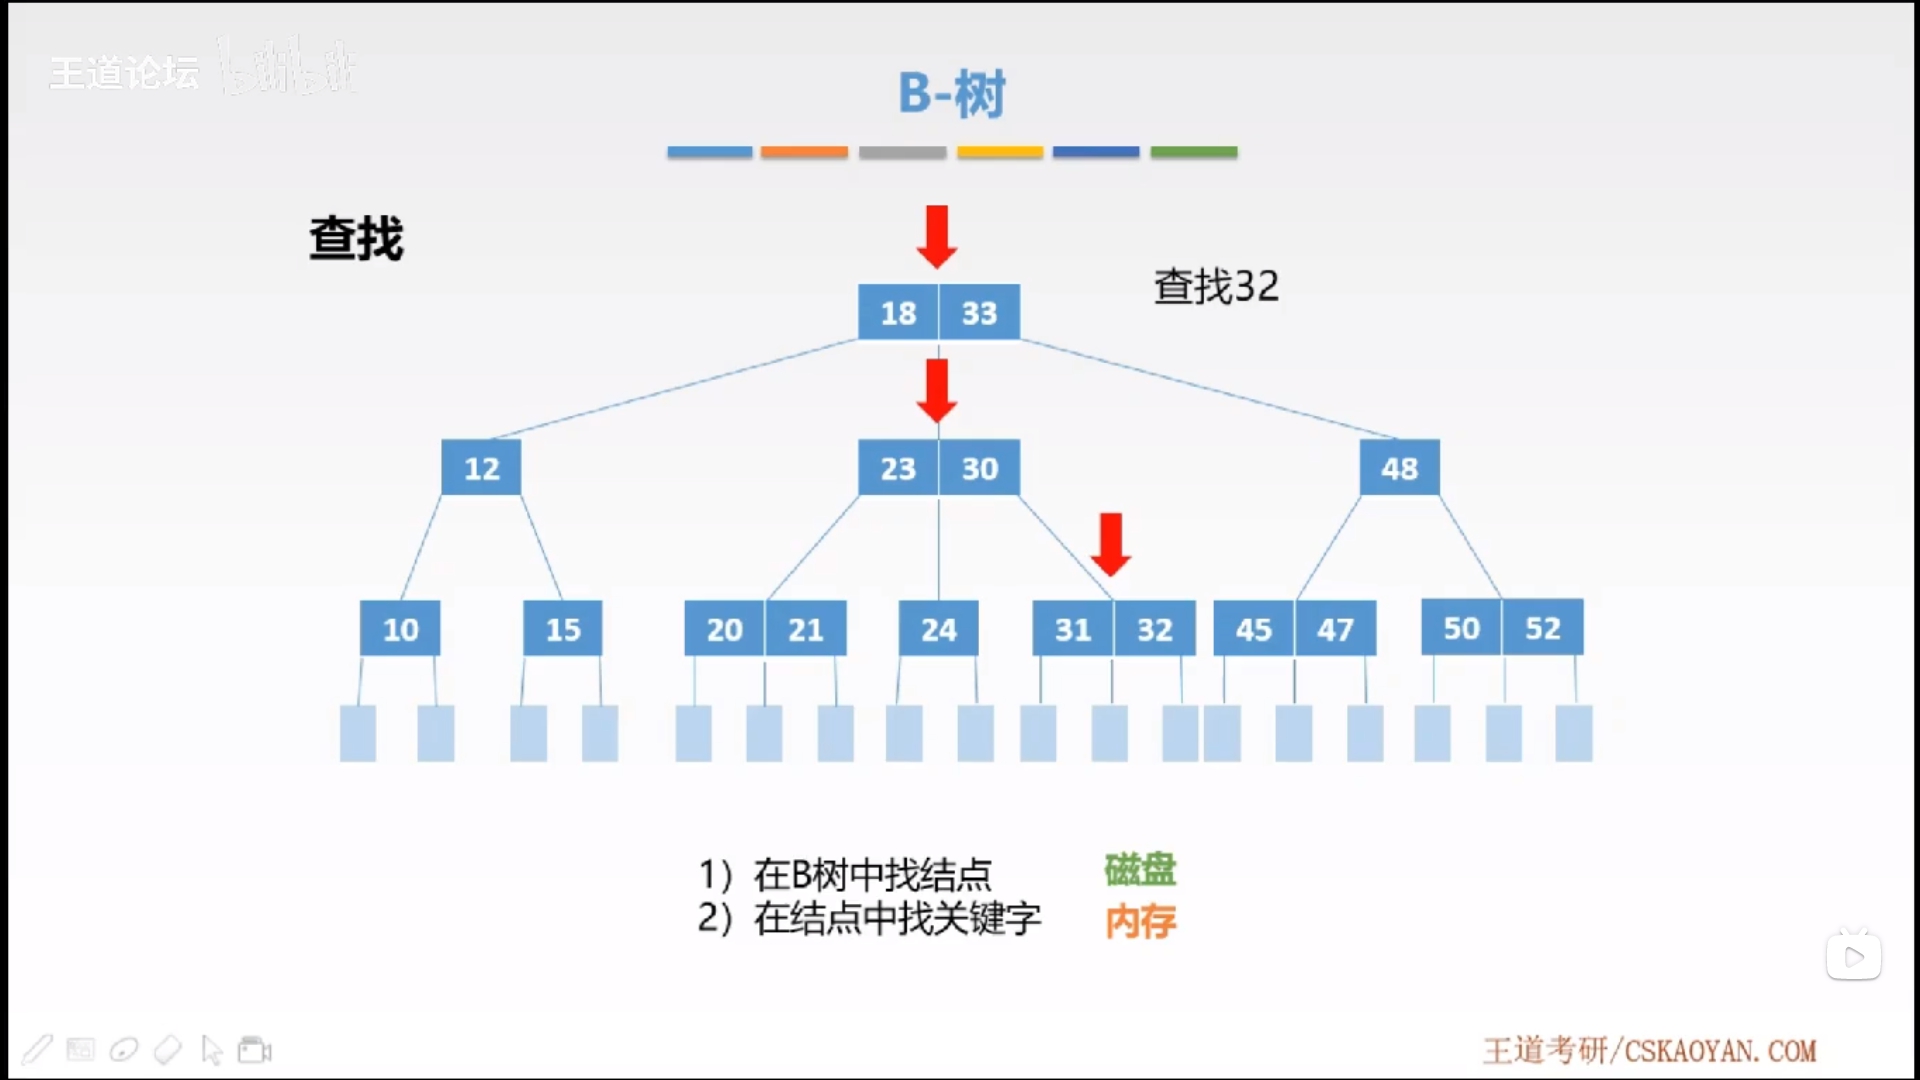 王道论坛 bilibili
B-树
查找
查找32
18 33
12 23 30 48
10 15 20 21 24 31 32 45 47 50 52
1）在B树中找结点 磁盘
2）在结点中找关键字 内存
王道考研/CSKAOYAN.COM